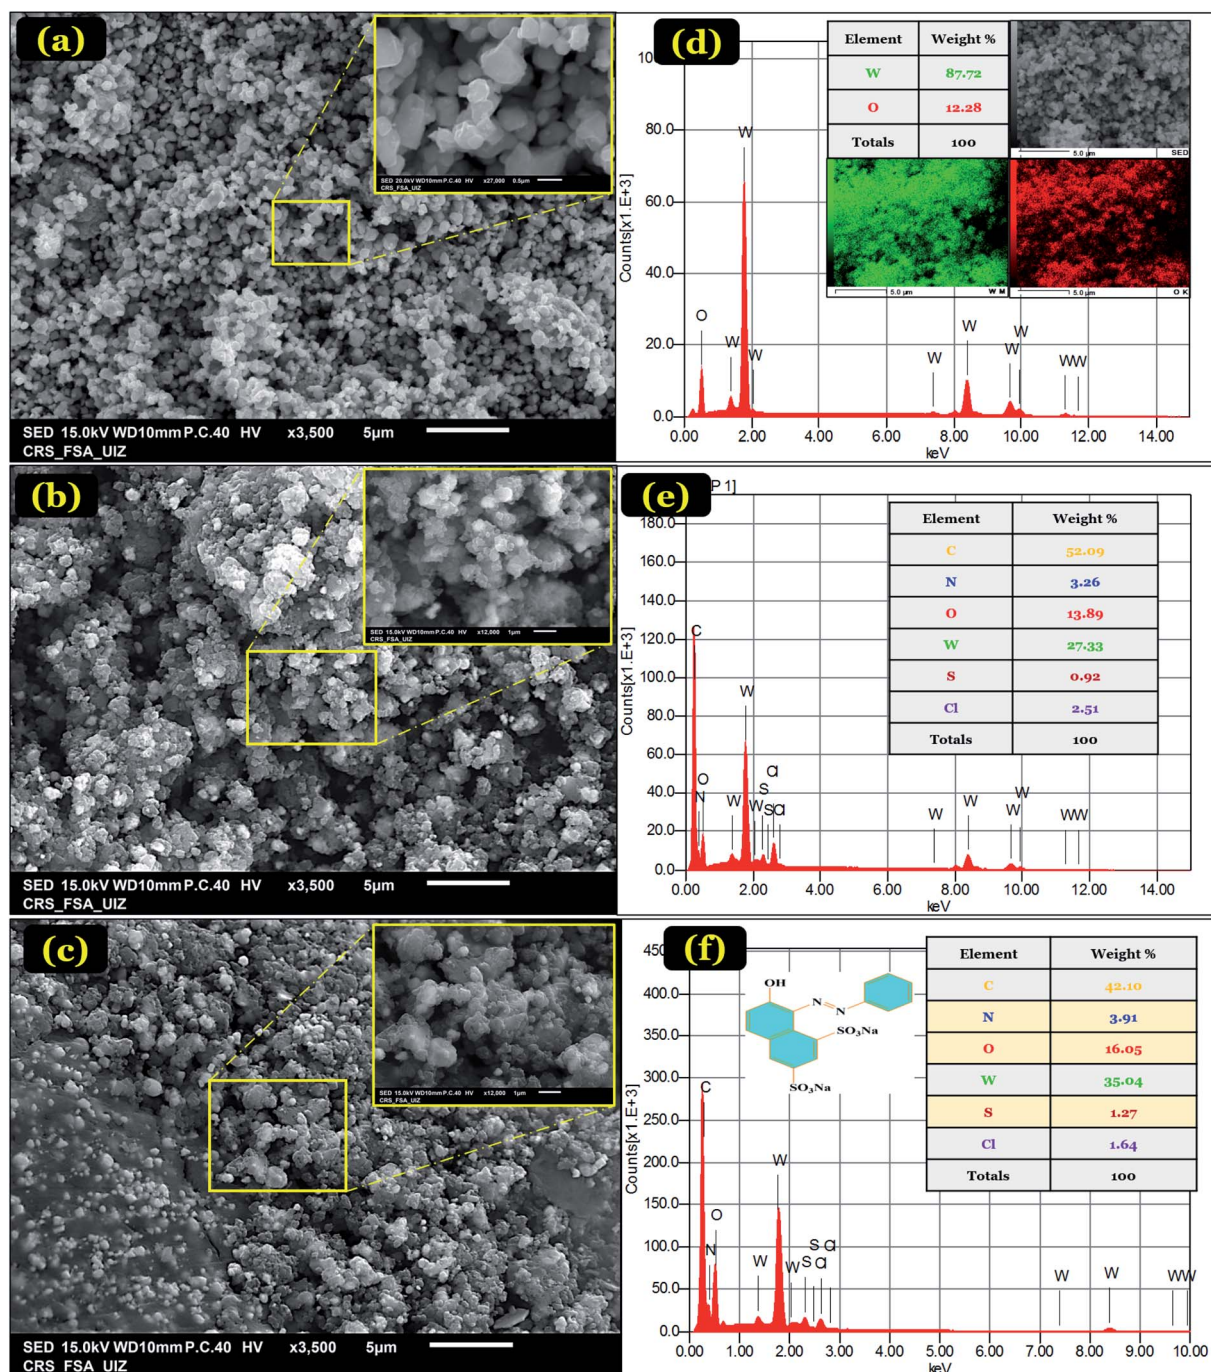 (a)
SED 20.0kV WD10mm P.C.40 HV x27,000 0.5µm
CRS_FSA_UIZ
SED 15.0kV WD10mm P.C.40 HV x3,500 5µm
CRS_FSA_UIZ
(d)
Element Weight %
W 87.72
O 12.28
Totals 100
5.0 µm SED
5.0 µm W M
5.0 µm O K
Counts[x1.E+3]
80.0
60.0
40.0
20.0
0.0
O W W W W W W W W W W
0.00 2.00 4.00 6.00 8.00 10.00 12.00 14.00
keV
(b)
SED 15.0kV WD10mm P.C.40 HV x12,000 1µm
CRS_FSA_UIZ
SED 15.0kV WD10mm P.C.40 HV x3,500 5µm
CRS_FSA_UIZ
(e)
P 1]
Element Weight %
C 52.09
N 3.26
O 13.89
W 27.33
S 0.92
Cl 2.51
Totals 100
Counts[x1.E+3]
180.0
160.0
140.0
120.0
100.0
80.0
60.0
40.0
20.0
0.0
C N O W W W S S Cl Cl W W W W W W
0.00 2.00 4.00 6.00 8.00 10.00 12.00 14.00
keV
(c)
SED 15.0kV WD10mm P.C.40 HV x12,000 1µm
CRS_FSA_UIZ
SED 15.0kV WD10mm P.C.40 HV x3,500 5µm
CRS_FSA_UIZ
(f)
OH
N N
SO₃Na
SO₃Na
Element Weight %
C 42.10
N 3.91
O 16.05
W 35.04
S 1.27
Cl 1.64
Totals 100
Counts[x1.E+3]
400.0
350.0
300.0
250.0
200.0
150.0
100.0
50.0
0.0
C N O W W W S S Cl Cl W W W W
0.00 1.00 2.00 3.00 4.00 5.00 6.00 7.00 8.00 9.00 10.00
keV